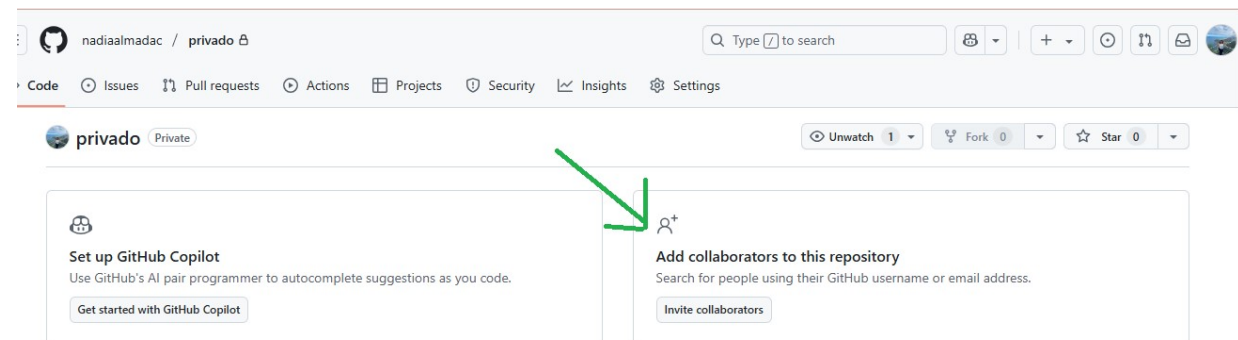 nadiaalmadac / privado
Type / to search
Code Issues Pull requests Actions Projects Security Insights Settings
privado Private
Unwatch 1 Fork 0 Star 0
Set up GitHub Copilot
Use GitHub's AI pair programmer to autocomplete suggestions as you code.
Get started with GitHub Copilot
Add collaborators to this repository
Search for people using their GitHub username or email address.
Invite collaborators